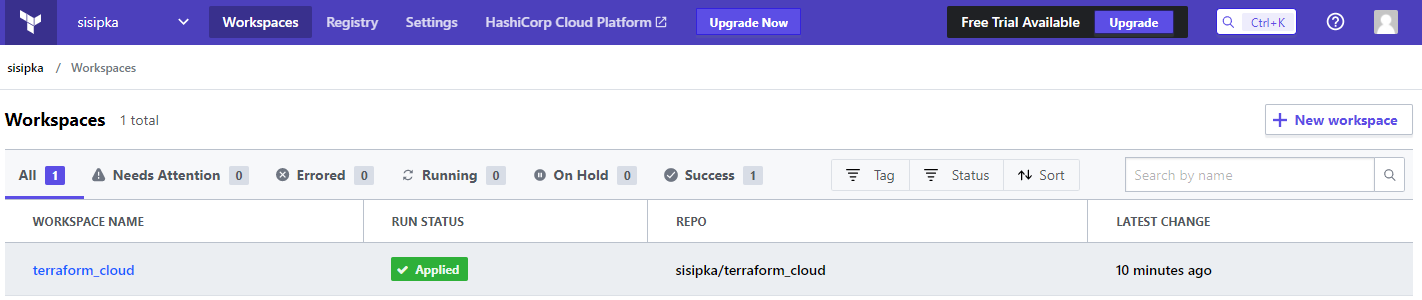 sisipka Workspaces Registry Settings HashiCorp Cloud Platform Upgrade Now Free Trial Available Upgrade Ctrl+K
sisipka / Workspaces
Workspaces 1 total + New workspace
All 1 Needs Attention 0 Errored 0 Running 0 On Hold 0 Success 1 Tag Status Sort Search by name
WORKSPACE NAME RUN STATUS REPO LATEST CHANGE
terraform_cloud Applied sisipka/terraform_cloud 10 minutes ago